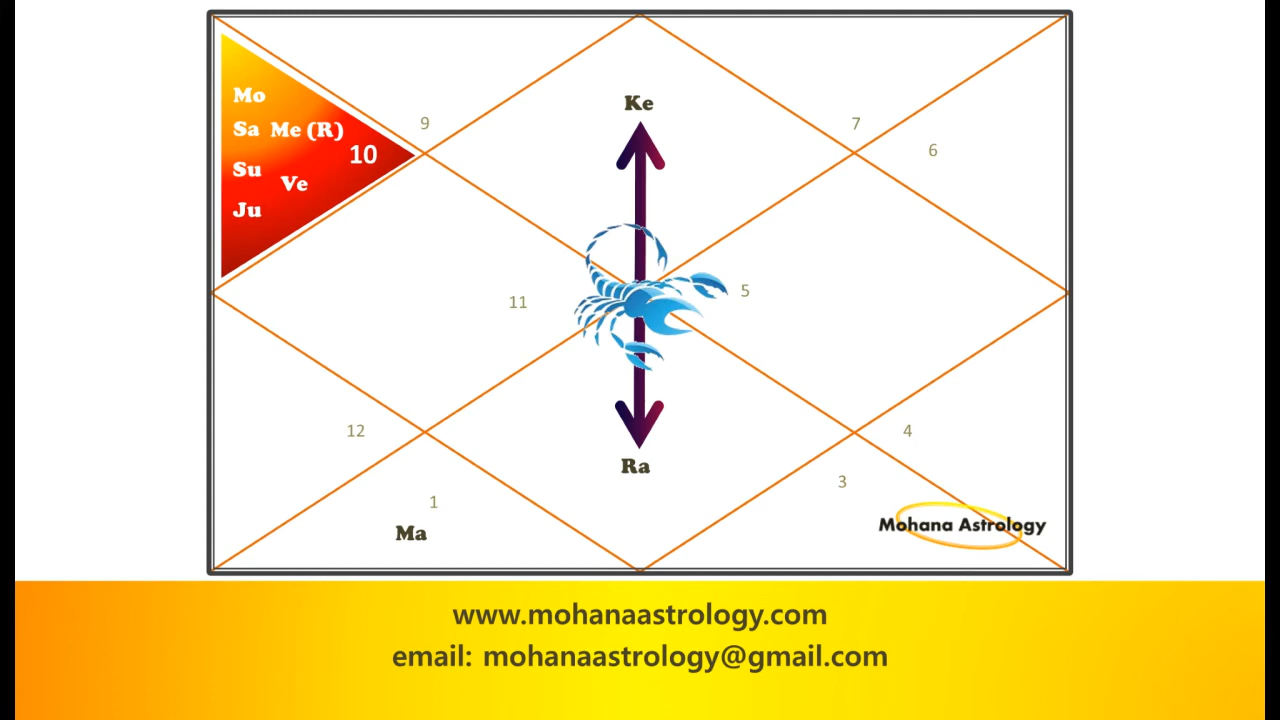 Ke
Mo
9
7
Sa Me (R)
10
6
Su
Ve
Ju
11
5
12
4
Ra
3
1
Ma
Mohana Astrology
www.mohanaastrology.com
email: mohanaastrology@gmail.com